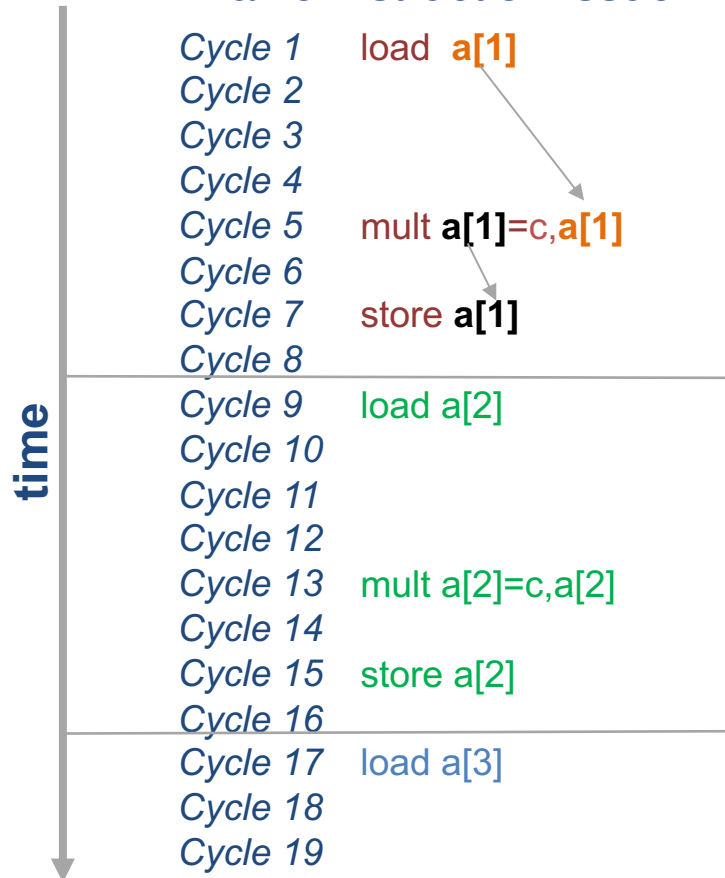 Cycle 1 load a[1]
Cycle 2
Cycle 3
Cycle 4
Cycle 5 mult a[1]=c,a[1]
Cycle 6
Cycle 7 store a[1]
Cycle 8
Cycle 9 load a[2]
Cycle 10
Cycle 11
Cycle 12
Cycle 13 mult a[2]=c,a[2]
Cycle 14
Cycle 15 store a[2]
Cycle 16
Cycle 17 load a[3]
Cycle 18
Cycle 19
time